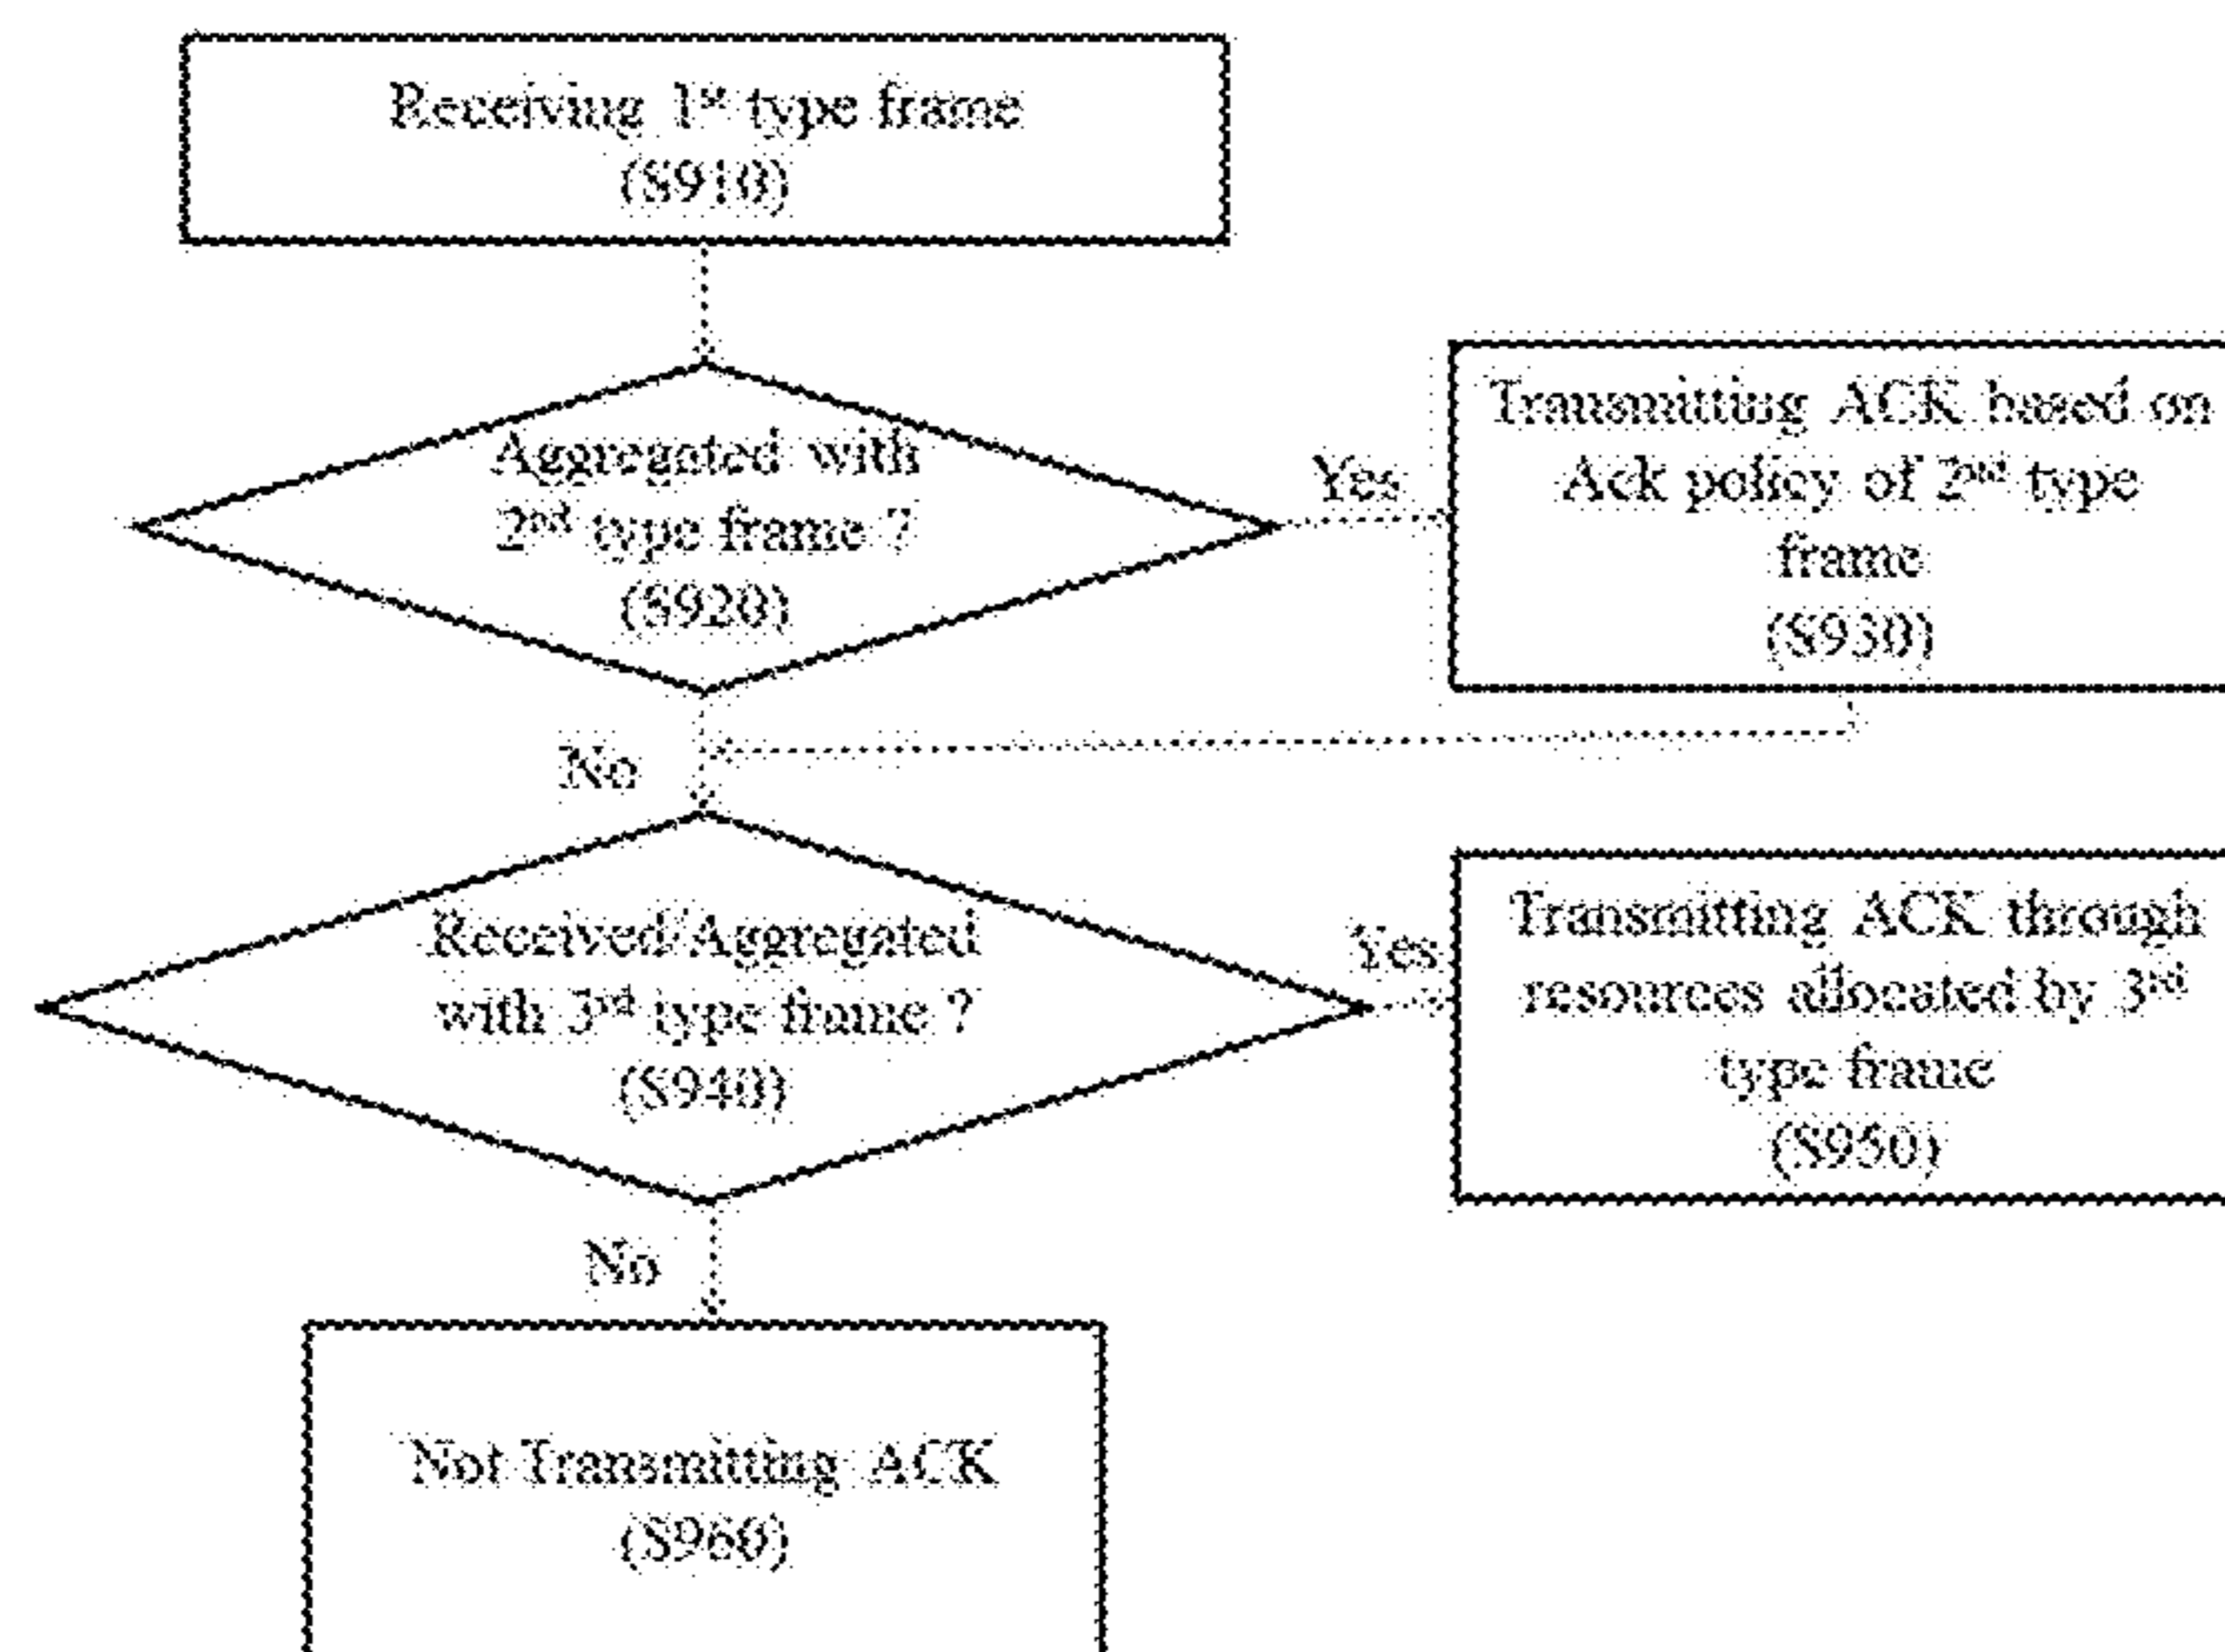 Receiving 1st type frame
(S910)
Aggregated with
2nd type frame ?
(S920)
Yes
Transmitting ACK based on
Ack policy of 2nd type
frame
(S930)
No
Received/Aggregated
with 3rd type frame ?
(S940)
Yes
Transmitting ACK through
resources allocated by 3rd
type frame
(S950)
No
Not Transmitting ACK
(S960)